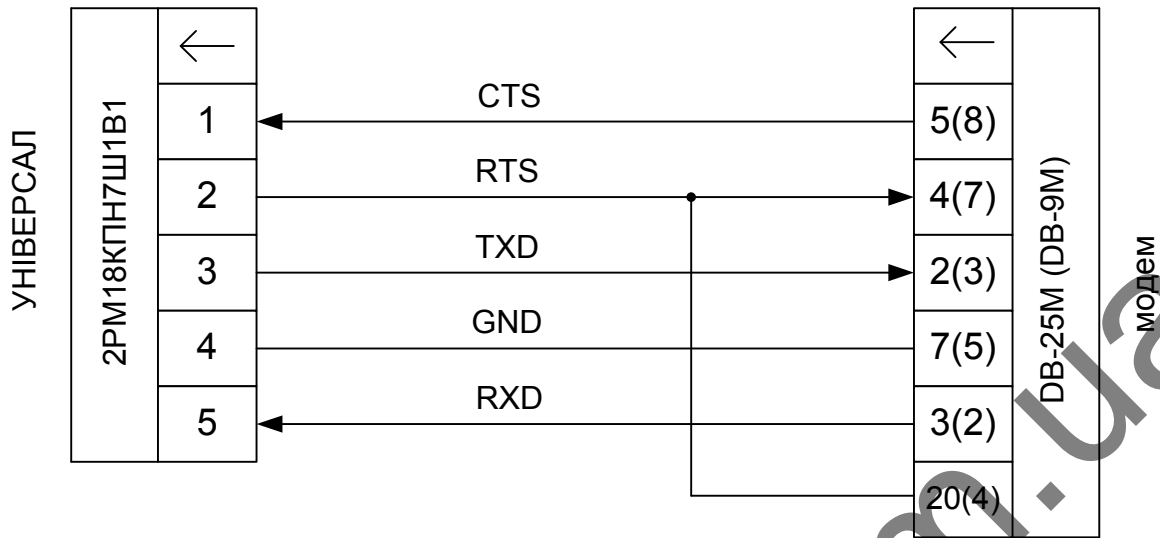 УНІВЕРСАЛ
2РМ18КПН7Ш1В1
←
1
2
3
4
5
CTS
RTS
TXD
GND
RXD
←
5(8)
4(7)
2(3)
7(5)
3(2)
20(4)
DB-25M (DB-9M)
модем
m.ua